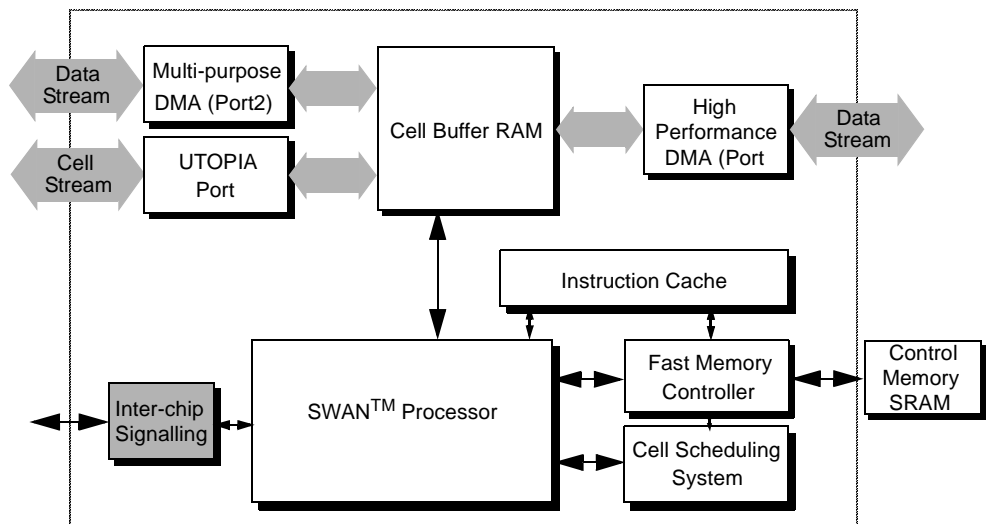 Data
Stream
Multi-purpose
DMA (Port2)
Cell Buffer RAM
High
Performance
DMA (Port
Data
Stream
Cell
Stream
UTOPIA
Port
Instruction Cache
SWAN™ Processor
Fast Memory
Controller
Control
Memory
SRAM
Inter-chip
Signalling
Cell Scheduling
System